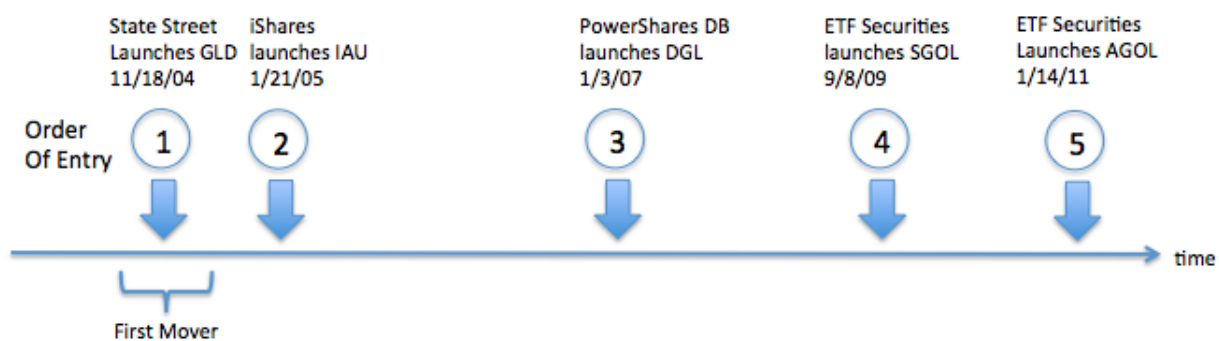 State Street
Launches GLD
11/18/04
iShares
launches IAU
1/21/05
PowerShares DB
launches DGL
1/3/07
ETF Securities
launches SGOL
9/8/09
ETF Securities
Launches AGOL
1/14/11
Order
Of Entry
1
2
3
4
5
time
First Mover